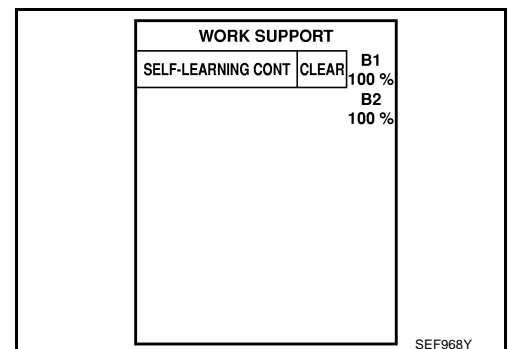 WORK SUPPORT
SELF-LEARNING CONT CLEAR B1
100 %
B2
100 %
SEF968Y